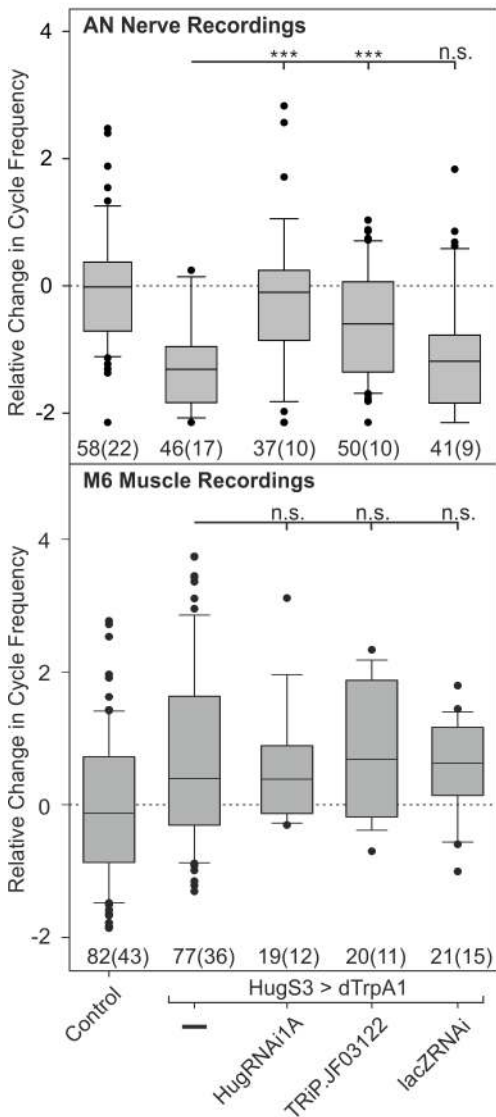 AN Nerve Recordings
*** *** n.s.
4
2
0
-2
Relative Change in Cycle Frequency
58(22) 46(17) 37(10) 50(10) 41(9)
M6 Muscle Recordings
n.s. n.s. n.s.
4
2
0
-2
Relative Change in Cycle Frequency
82(43) 77(36) 19(12) 20(11) 21(15)
HugS3 > dTrpA1
Control
–
HugRNAi1A
TRiP.JF03122
lacZRNAi